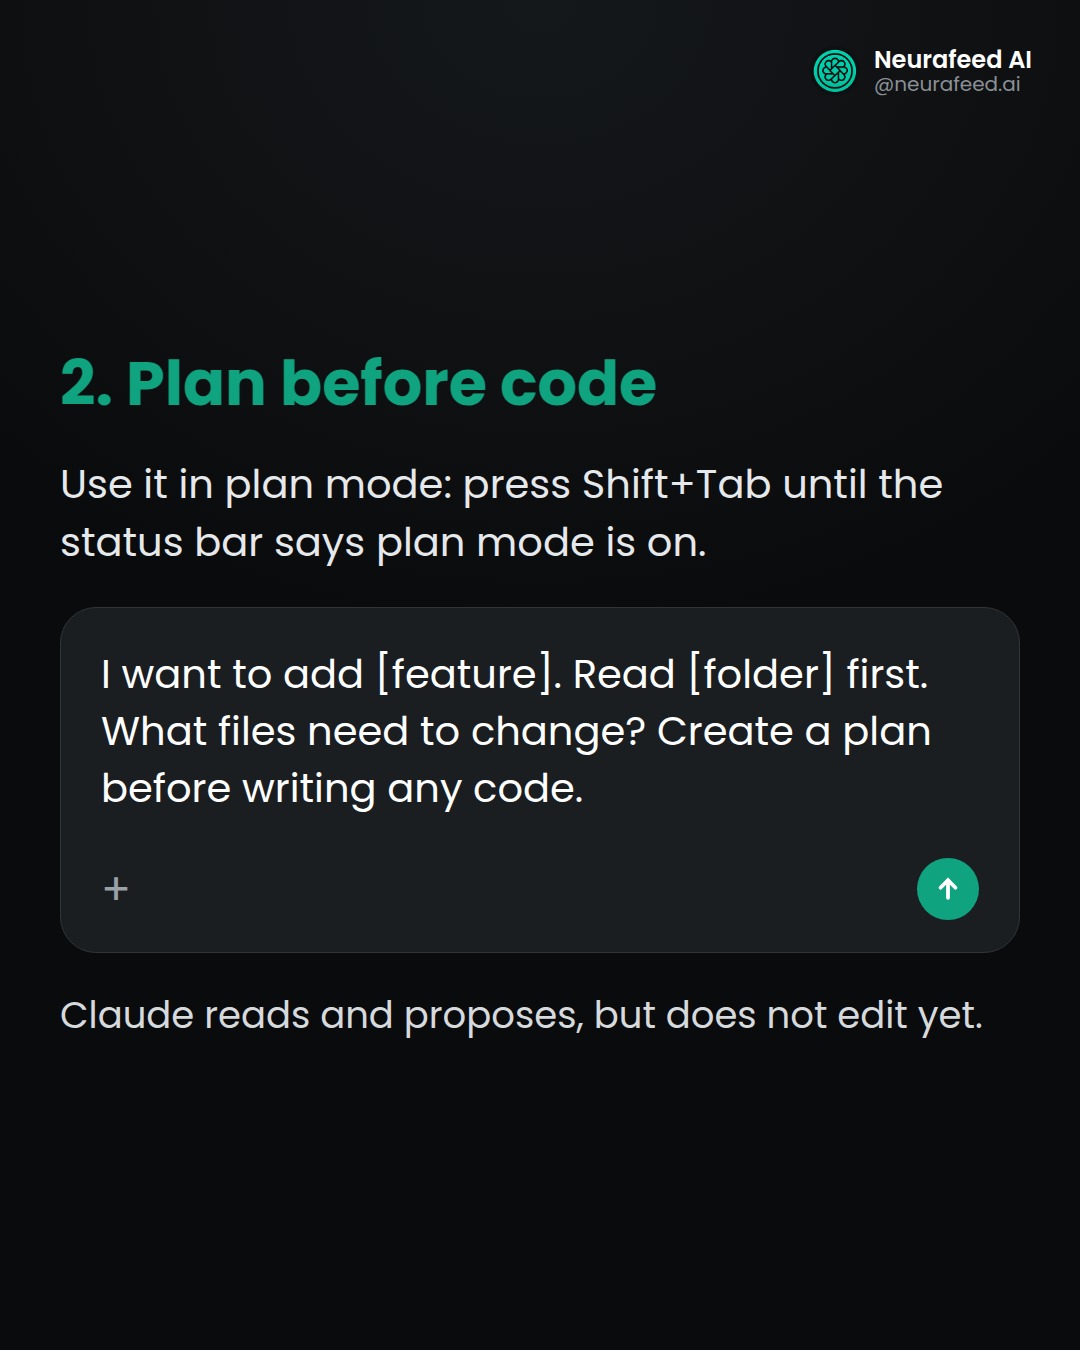 Neurafeed AI
@neurafeed.ai
2. Plan before code
Use it in plan mode: press Shift+Tab until the
status bar says plan mode is on.
I want to add [feature]. Read [folder] first.
What files need to change? Create a plan
before writing any code.
+
Claude reads and proposes, but does not edit yet.